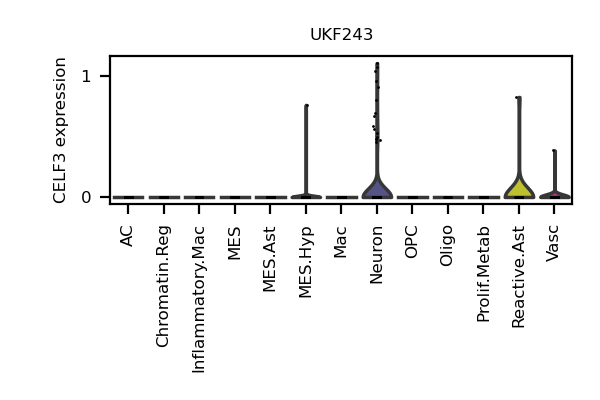 UKF243
CELF3 expression
1
0
AC
Chromatin.Reg
Inflammatory.Mac
MES
MES.Ast
MES.Hyp
Mac
Neuron
OPC
Oligo
Prolif.Metab
Reactive.Ast
Vasc